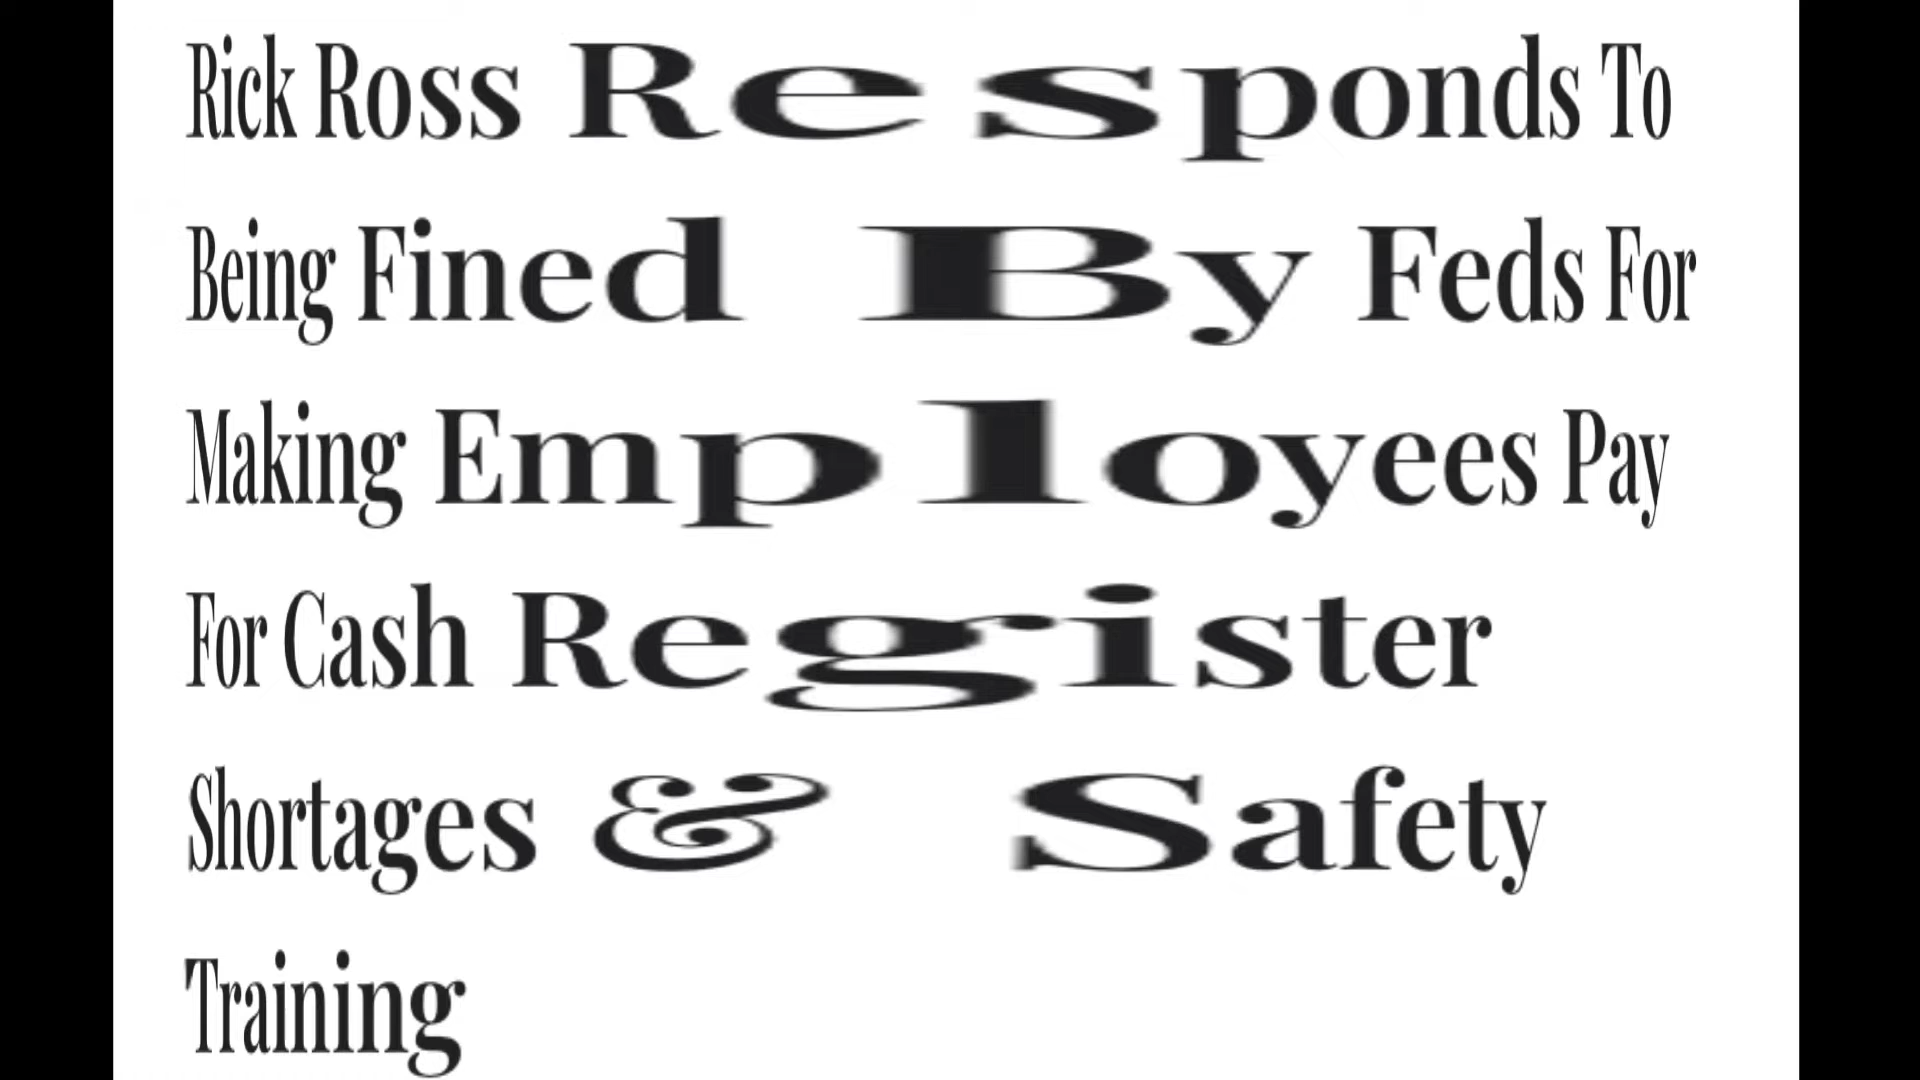 Rick Ross Responds To
Being Fined By Feds For
Making Employees Pay
For Cash Register
Shortages & Safety
Training